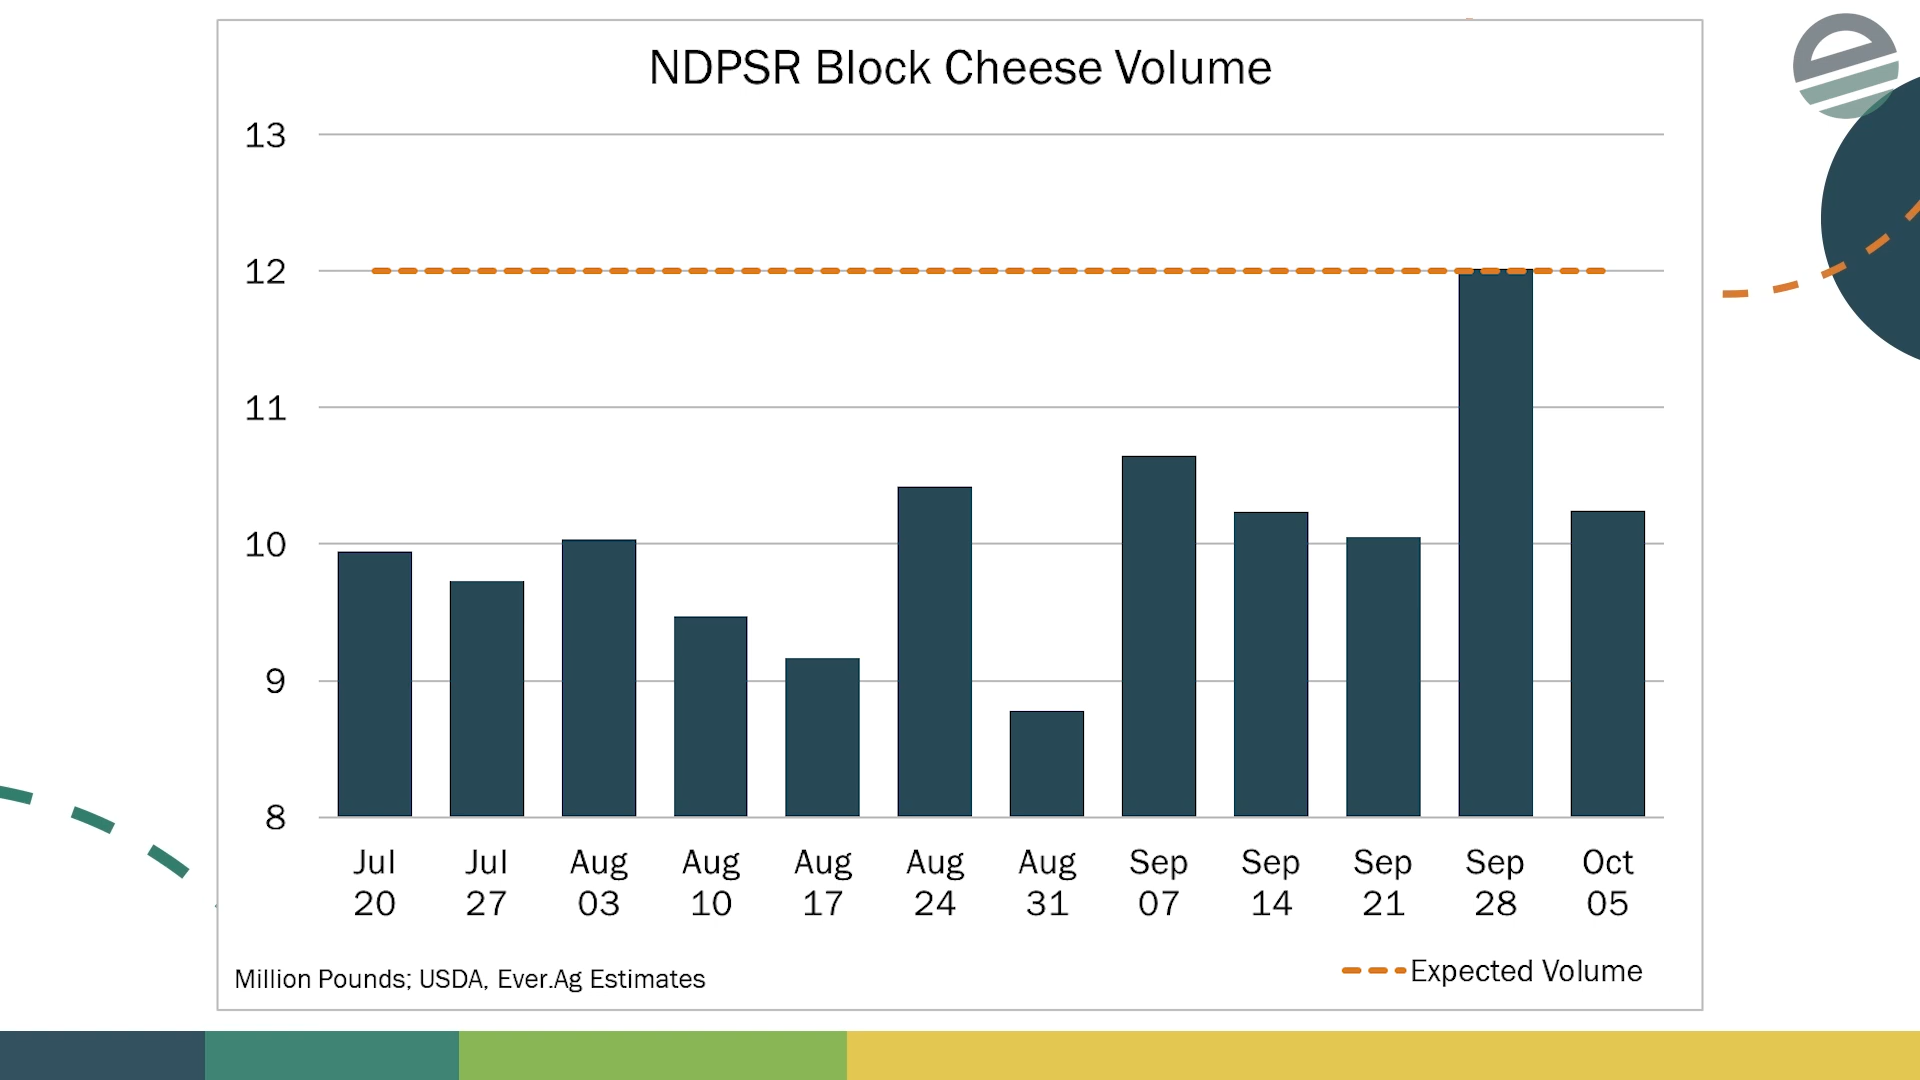 NDPSR Block Cheese Volume
13
12
11
10
9
8
Jul Jul Aug Aug Aug Aug Aug Sep Sep Sep Sep Oct
20 27 03 10 17 24 31 07 14 21 28 05
Million Pounds; USDA, Ever.Ag Estimates
Expected Volume